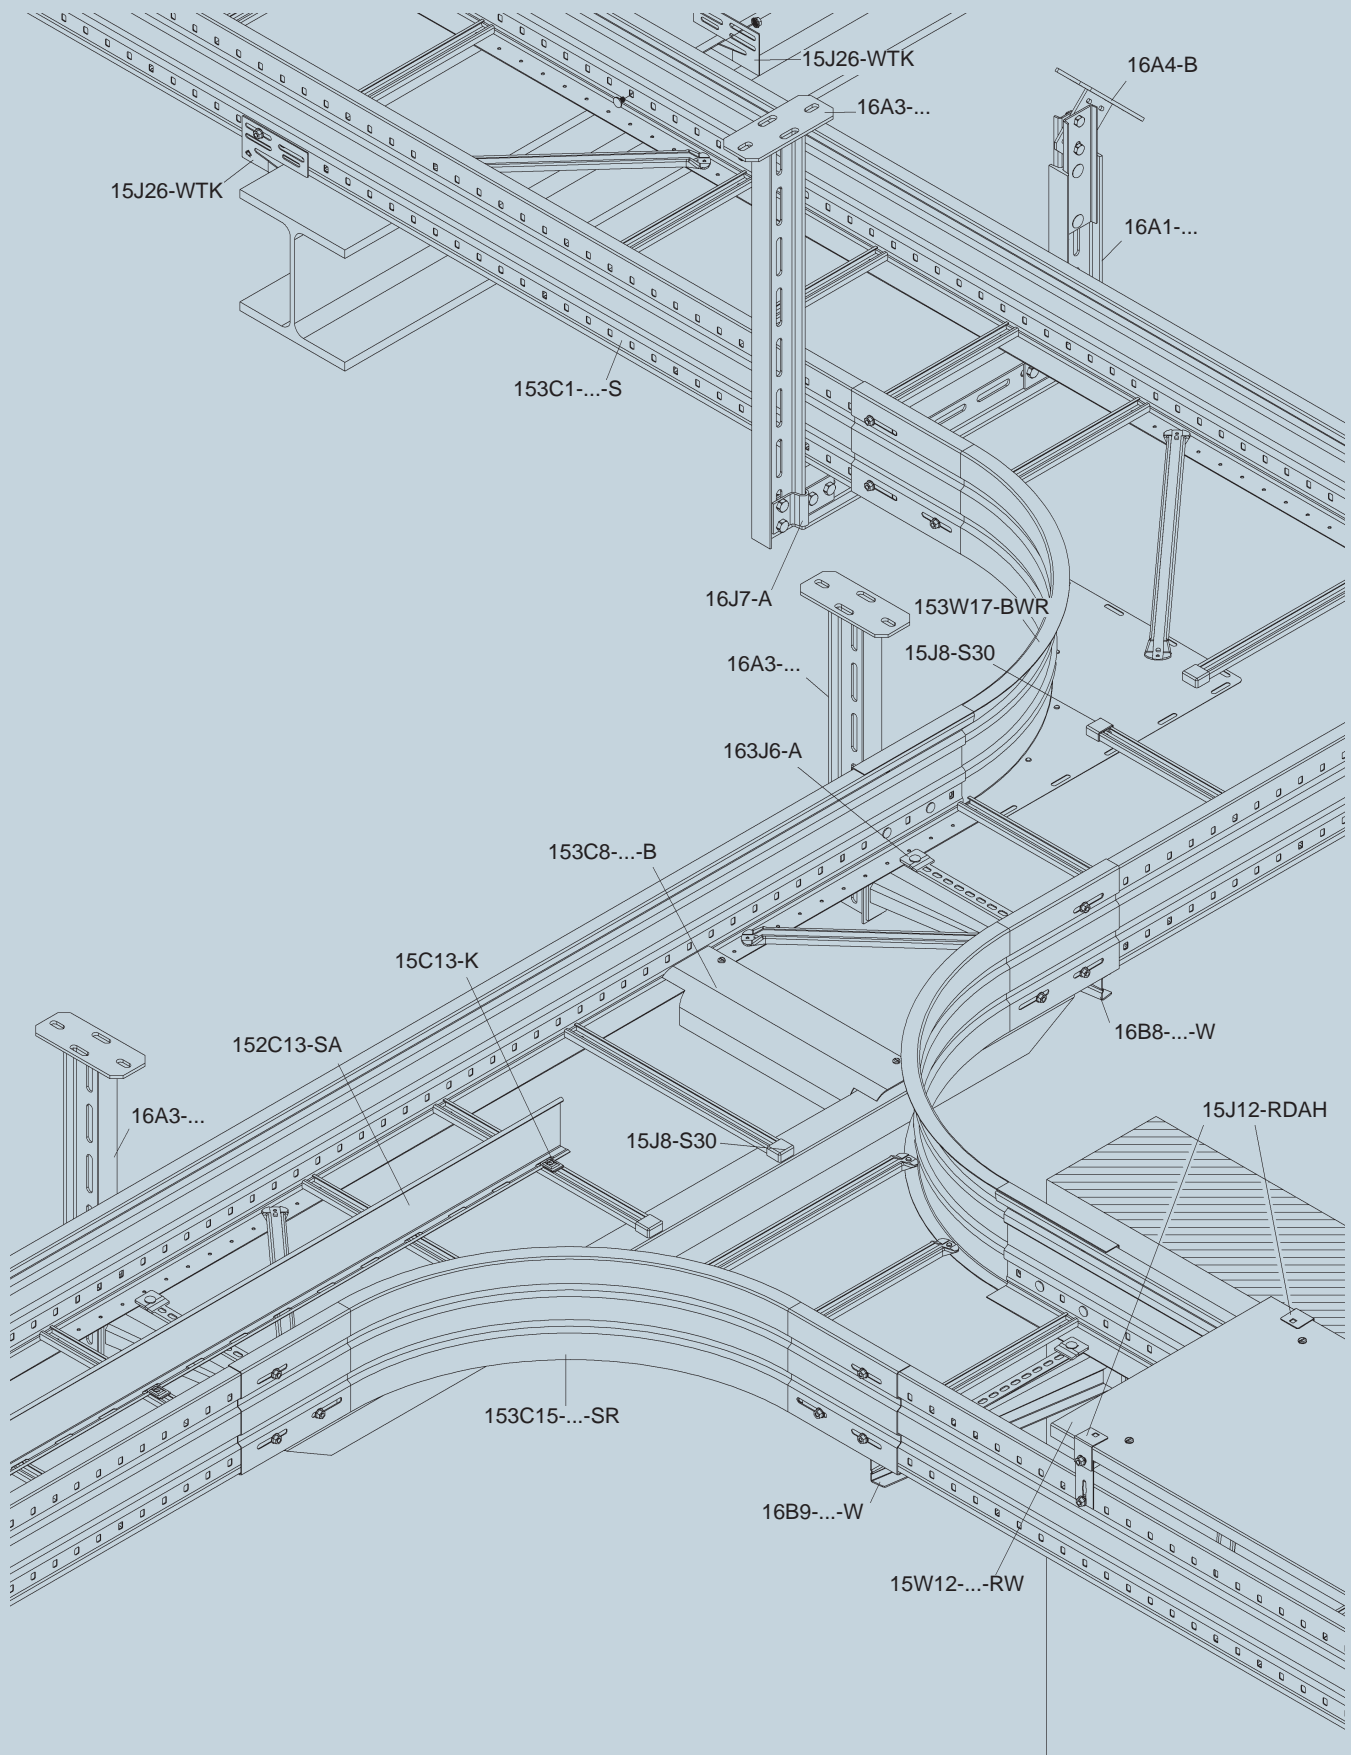 15J26-WTK
16A4-B
16A3-...
15J26-WTK
16A1-...
153C1-...-S
16J7-A
153W17-BWR
15J8-S30
16A3-...
163J6-A
153C8-...-B
15C13-K
16B8-...-W
152C13-SA
16A3-...
15J12-RDAH
15J8-S30
153C15-...-SR
16B9-...-W
15W12-...-RW